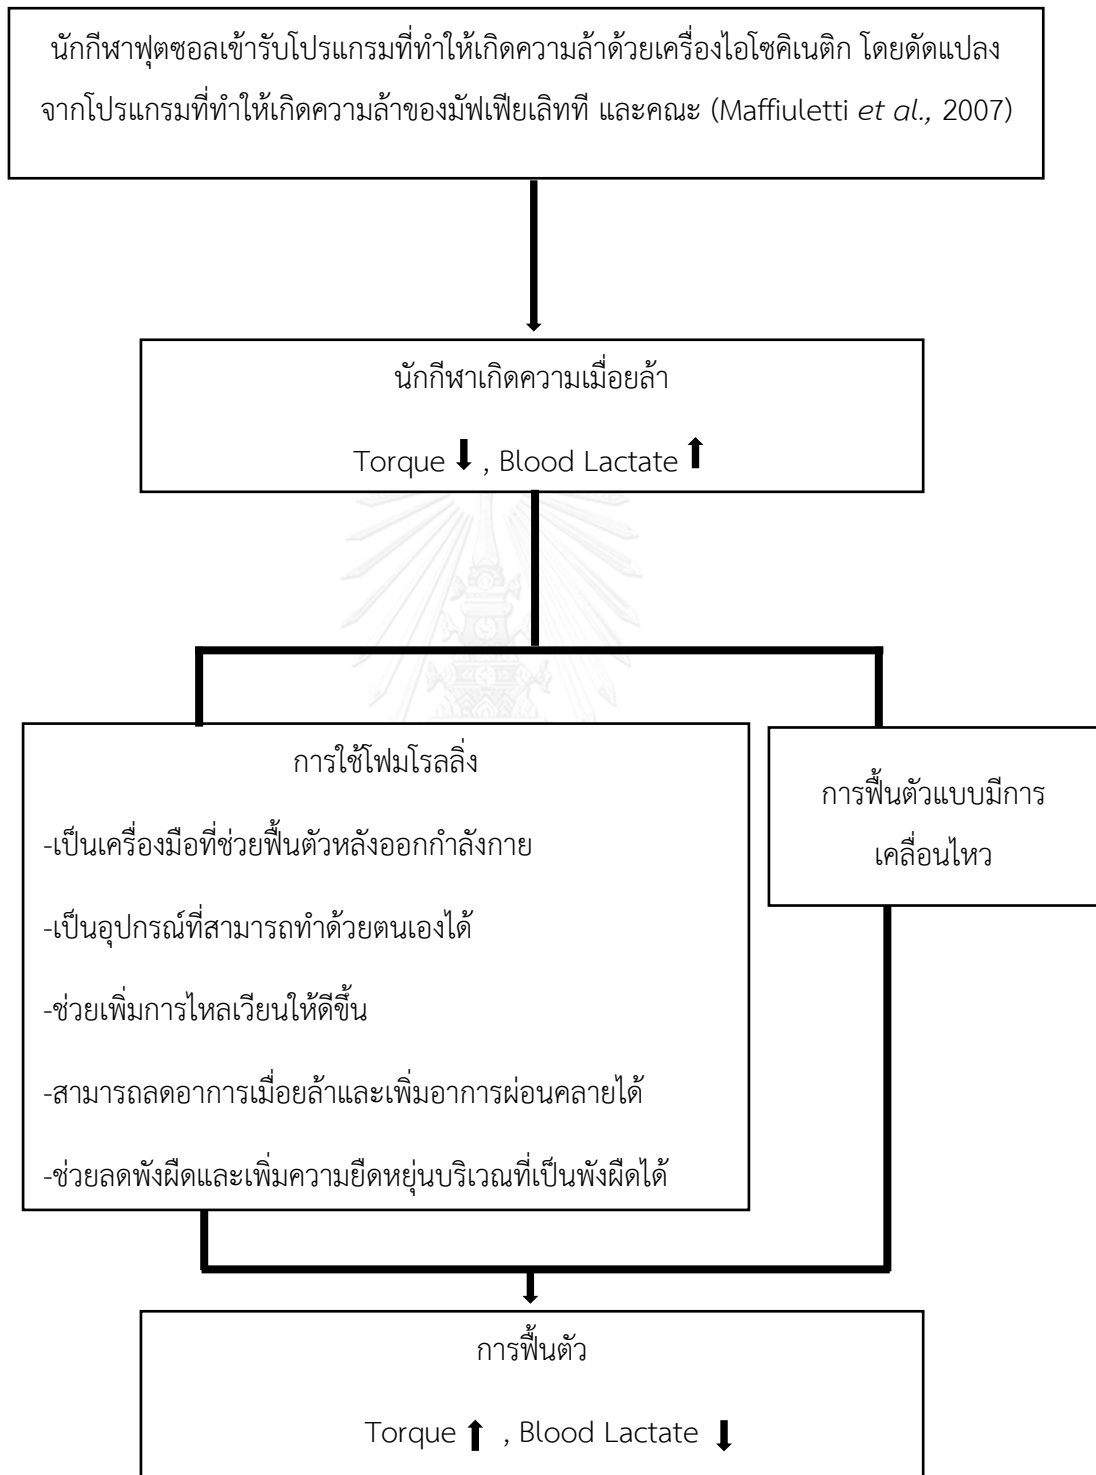 นักกีฬาฟุตซอลเข้ารับโปรแกรมที่ทำให้เกิดความล้าด้วยเครื่องไอโซคิเนติก โดยดัดแปลง
จากโปรแกรมที่ทำให้เกิดความล้าของมัฟเฟียเลิทที และคณะ (Maffiuletti et al., 2007)
นักกีฬาเกิดความเมื่อยล้า
Torque ⬇ , Blood Lactate ⬆
การใช้โฟมโรลลิ่ง
-เป็นเครื่องมือที่ช่วยฟื้นตัวหลังออกกำลังกาย
-เป็นอุปกรณ์ที่สามารถทำด้วยตนเองได้
-ช่วยเพิ่มการไหลเวียนให้ดีขึ้น
-สามารถลดอาการเมื่อยล้าและเพิ่มอาการผ่อนคลายได้
-ช่วยลดพังผืดและเพิ่มความยืดหยุ่นบริเวณที่เป็นพังผืดได้
การฟื้นตัวแบบมีการ
เคลื่อนไหว
การฟื้นตัว
Torque ⬆ , Blood Lactate ⬇